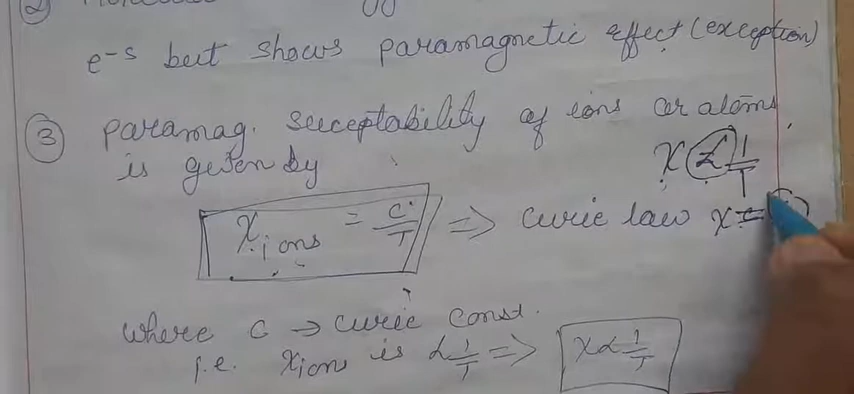 e⁻s but shows paramagnetic effect (exception)
③ paramag. succeptability of ions or atoms
is given by
χ ∝ 1/T
χions = C/T ⇒ curie law χ =
where C → curie const.
i.e. χions is ∝ 1/T ⇒ χ ∝ 1/T